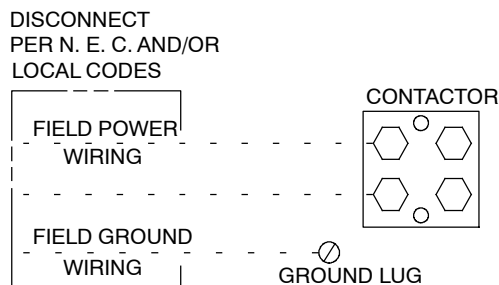 DISCONNECT
PER N. E. C. AND/OR
LOCAL CODES
CONTACTOR
FIELD POWER
WIRING
FIELD GROUND
WIRING
GROUND LUG